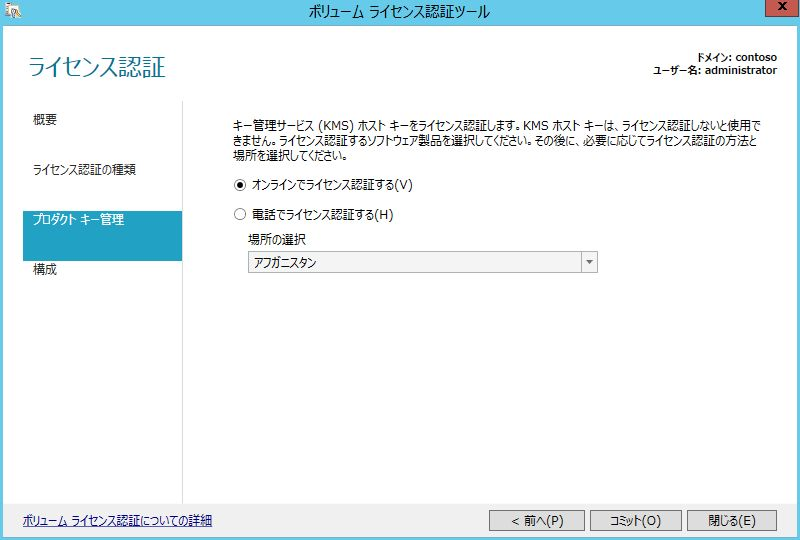 ボリューム ライセンス認証ツール
x
ライセンス認証
ドメイン: contoso
ユーザー名: administrator
概要
ライセンス認証の種類
プロダクト キー管理
構成
キー管理サービス (KMS) ホスト キーをライセンス認証します。KMS ホスト キーは、ライセンス認証しないと使用で
きません。ライセンス認証するソフトウェア製品を選択してください。その後に、必要に応じてライセンス認証の方法と
場所を選択してください。
オンラインでライセンス認証する(V)
電話でライセンス認証する(H)
場所の選択
アフガニスタン
ボリューム ライセンス認証についての詳細
< 前へ(P)
コミット(O)
閉じる(E)